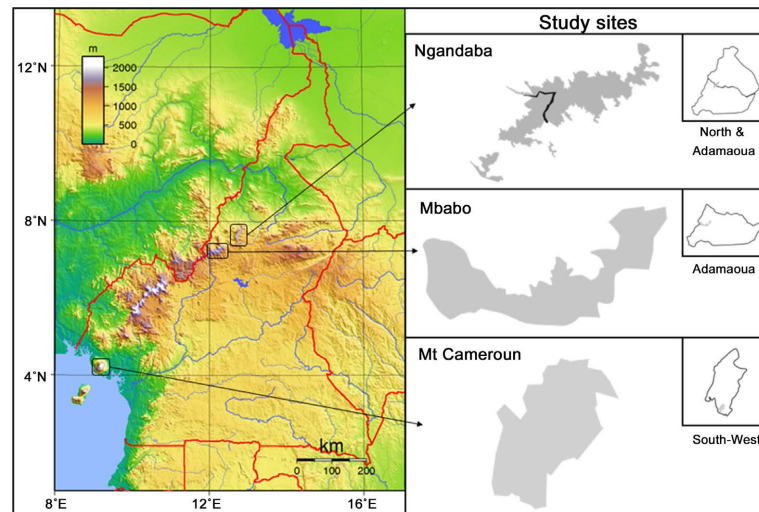 Study sites
m
2000
1500
1000
500
0
12°N
8°N
4°N
8°E
12°E
16°E
km
0 100 200
Ngandaba
North &
Adamaoua
Mbabo
Adamaoua
Mt Cameroun
South-West